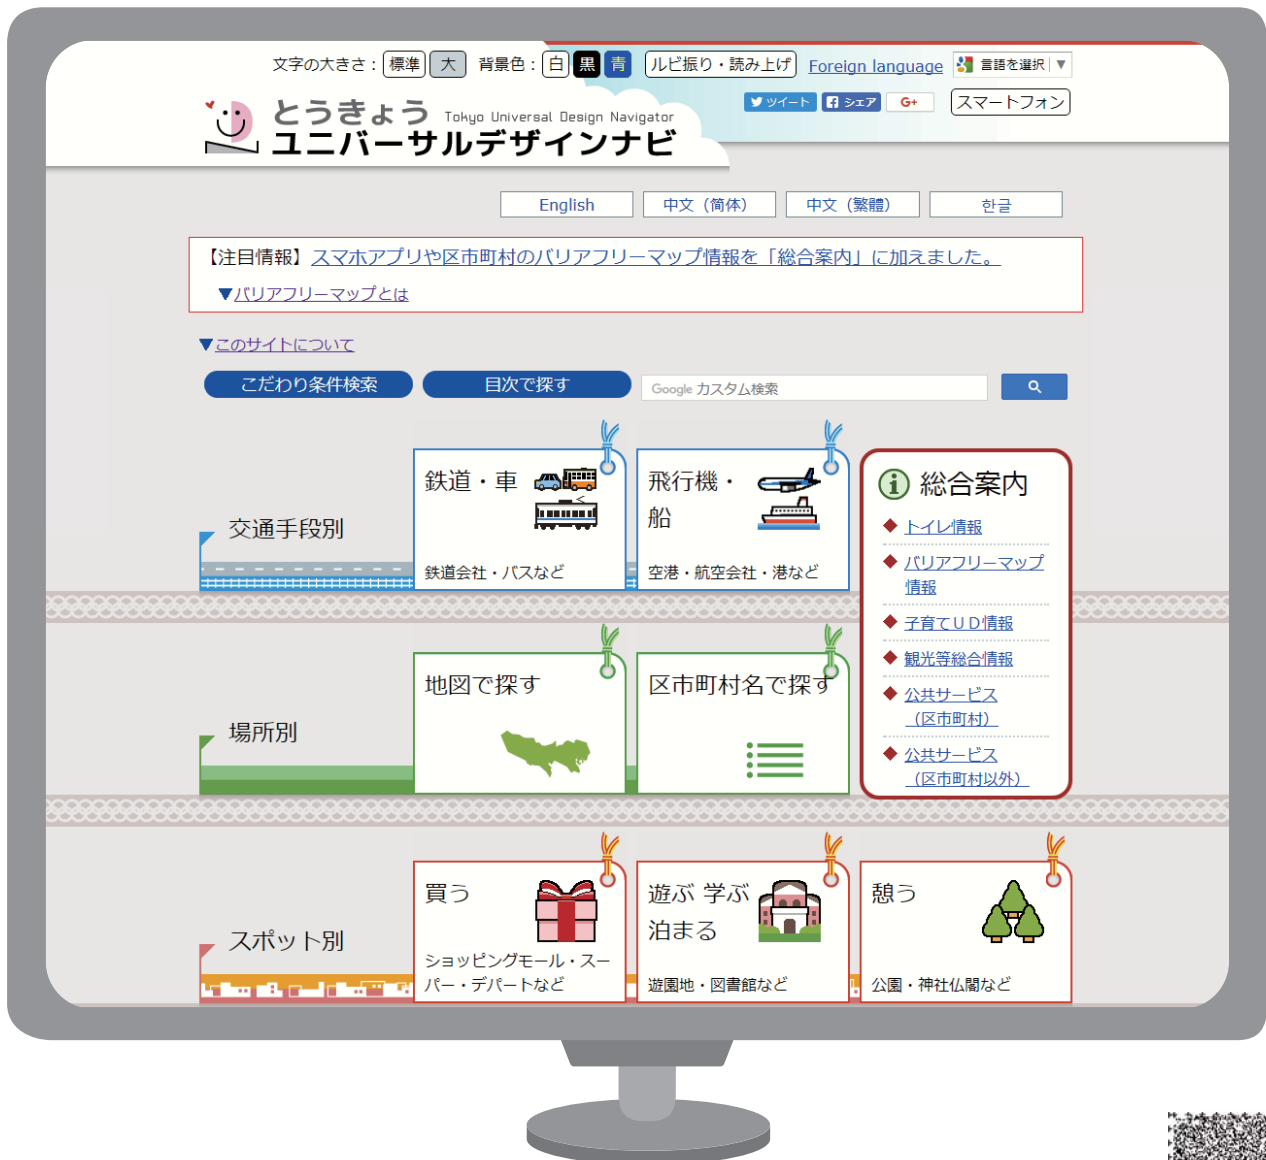 文字の大きさ： 標準 大 背景色： 白 黒 青 ルビ振り・読み上げ Foreign language 言語を選択 ▼
ツイート シェア G+ スマートフォン
とうきょう Tokyo Universal Design Navigator
ユニバーサルデザインナビ
English 中文（简体） 中文（繁體） 한글
【注目情報】スマホアプリや区市町村のバリアフリーマップ情報を「総合案内」に加えました。
▼バリアフリーマップとは
▼このサイトについて
こだわり条件検索 目次で探す Google カスタム検索
交通手段別
鉄道・車
鉄道会社・バスなど
飛行機・
船
空港・航空会社・港など
総合案内
トイレ情報
バリアフリーマップ
情報
子育てＵＤ情報
観光等総合情報
公共サービス
（区市町村）
公共サービス
（区市町村以外）
場所別
地図で探す
区市町村名で探す
スポット別
買う
ショッピングモール・スー
パー・デパートなど
遊ぶ 学ぶ
泊まる
遊園地・図書館など
憩う
公園・神社仏閣など